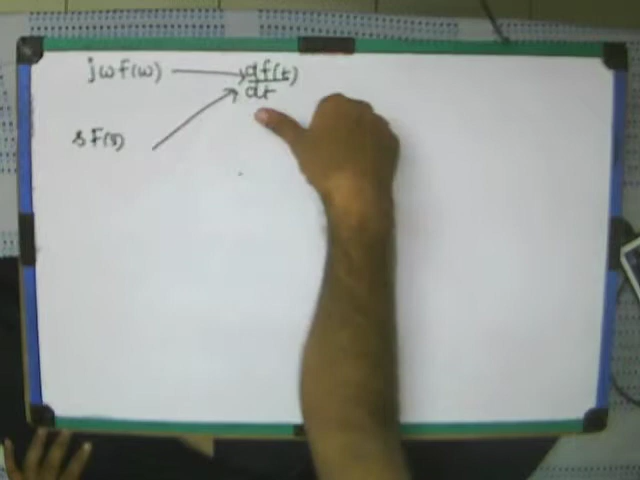 jωF(ω) → df(t)/dt
sF(s)